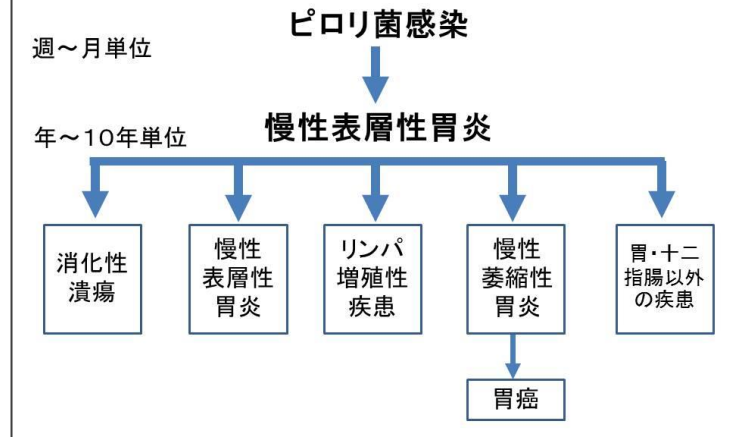 ピロリ菌感染
週～月単位
慢性表層性胃炎
年～10年単位
消化性
潰瘍
慢性
表層性
胃炎
リンパ
増殖性
疾患
慢性
萎縮性
胃炎
胃・十二
指腸以外
の疾患
胃癌